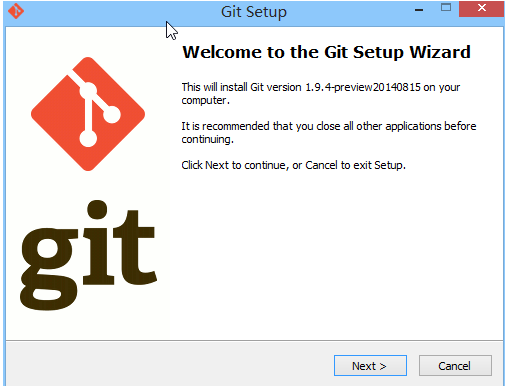 Git Setup
Welcome to the Git Setup Wizard
This will install Git version 1.9.4-preview20140815 on your
computer.
It is recommended that you close all other applications before
continuing.
Click Next to continue, or Cancel to exit Setup.
git
Next >
Cancel